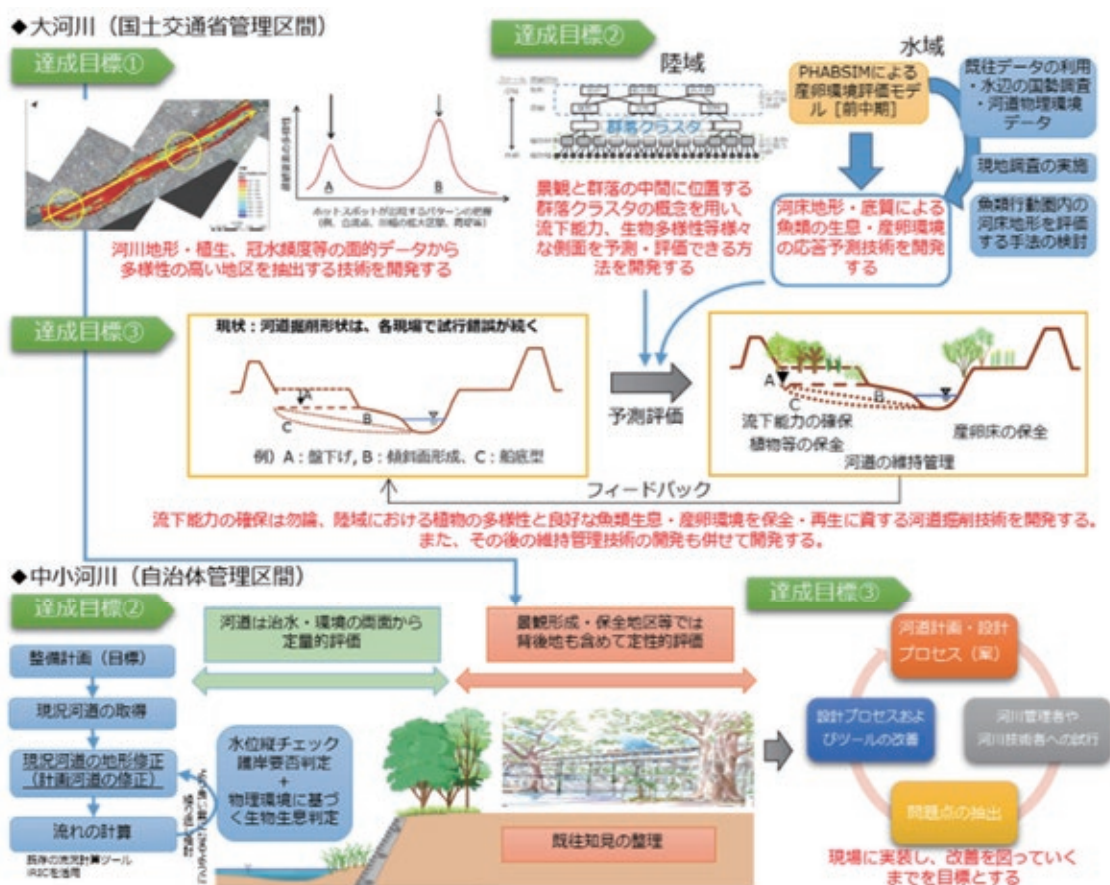 ◆大河川（国土交通省管理区間）
達成目標①
A
B
ホットスポットが出現するパターンの把握
河川地形・植生、冠水頻度等の面的データから
多様性の高い地区を抽出する技術を開発する
達成目標②
陸域
群落クラスタ
景観と群落の中間に位置する
群落クラスタの概念を用い、
流下能力、生物多様性等様々
な側面を予測・評価できる方
法を開発する
水域
PHABSIMによる
産卵環境評価モ
デル［前中期］
既往データの利用
・水辺の国勢調査
・河道物理環境
データ
現地調査の実施
魚類行動圏内の
河床地形を評価
する手法の検討
河床地形・底質による
魚類の生息・産卵環境
の応答予測技術を開発
する
達成目標③
現状：河道掘削形状は、各現場で試行錯誤が続く
A
B
C
例）A：盤下げ, B：傾斜面形成、C：船底型
予測評価
A
B
C
流下能力の確保
植物等の保全
産卵床の保全
河道の維持管理
フィードバック
流下能力の確保は勿論、陸域における植物の多様性と良好な魚類生息・産卵環境を保全・再生に資する河道掘削技術を開発する。
また、その後の維持管理技術の開発も併せて開発する。
◆中小河川（自治体管理区間）
達成目標②
整備計画（目標）
現況河道の取得
現況河道の地形修正
（計画河道の修正）
流れの計算
既存の流況計算ツール
iRICを活用
河道は治水・環境の両面から
定量的評価
水位縦チェック
護岸要否判定
+
物理環境に基づ
く生物生息判定
景観形成・保全地区等では
背後地も含めて定性的評価
既往知見の整理
達成目標③
河道計画・設計
プロセス（案）
河川管理者や
河川技術者への試行
問題点の抽出
設計プロセスおよ
びツールの改善
現場に実装し、改善を図っていく
までを目標とする